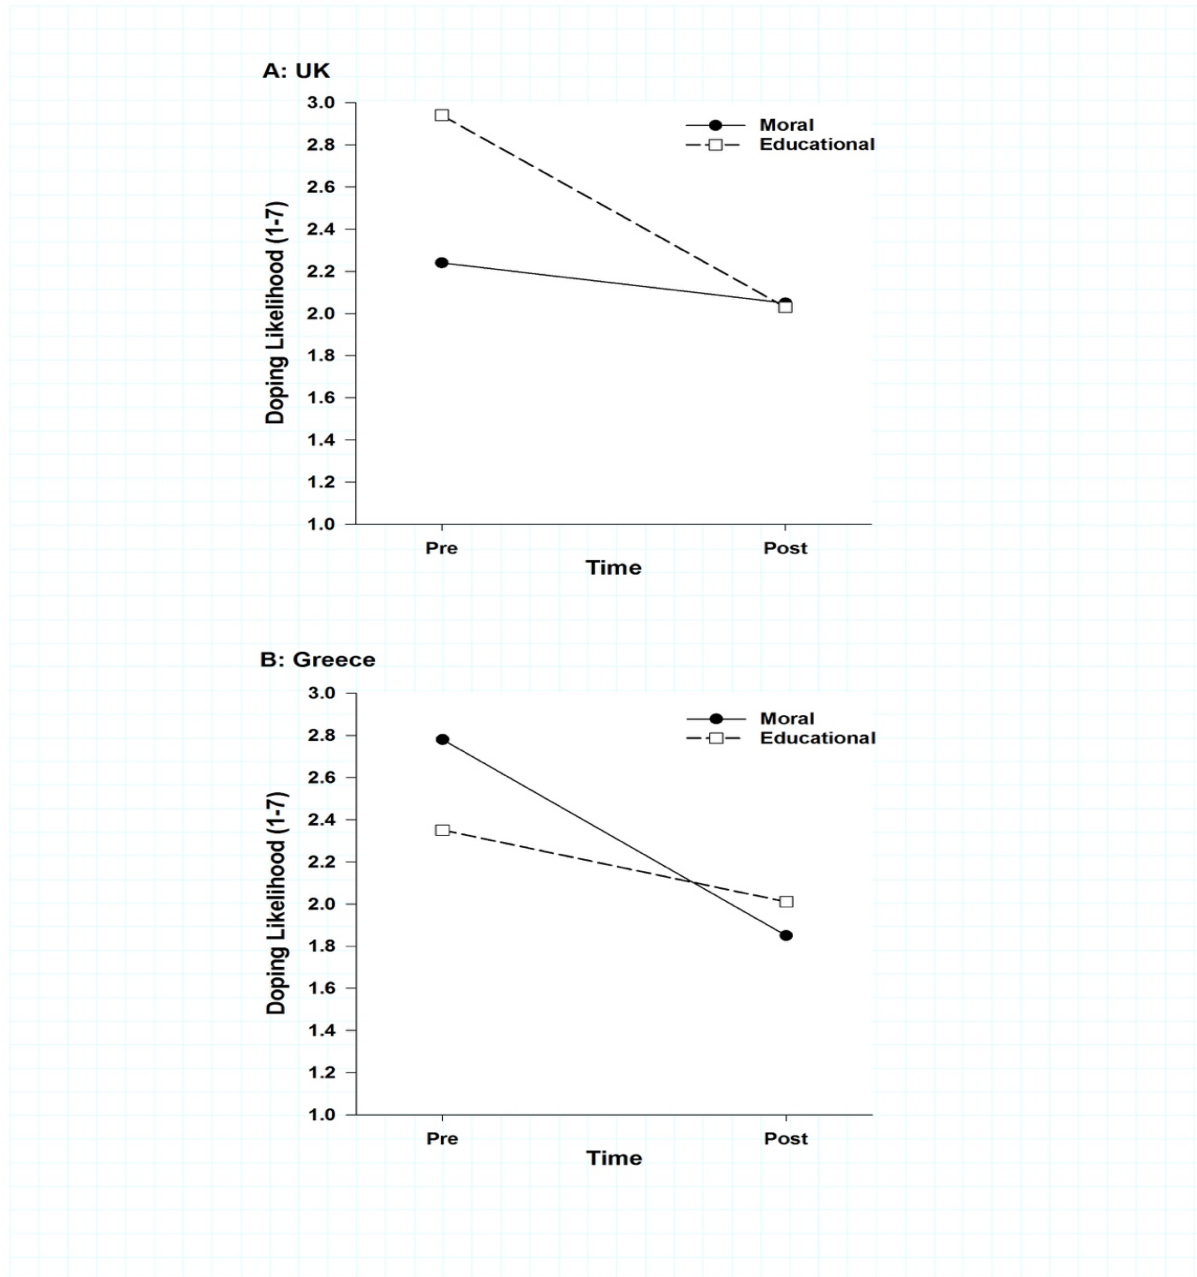 A: UK
3.0
2.8
2.6
2.4
2.2
2.0
1.8
1.6
1.4
1.2
1.0
Doping Likelihood (1-7)
Moral
Educational
Pre
Post
Time
B: Greece
3.0
2.8
2.6
2.4
2.2
2.0
1.8
1.6
1.4
1.2
1.0
Doping Likelihood (1-7)
Moral
Educational
Pre
Post
Time